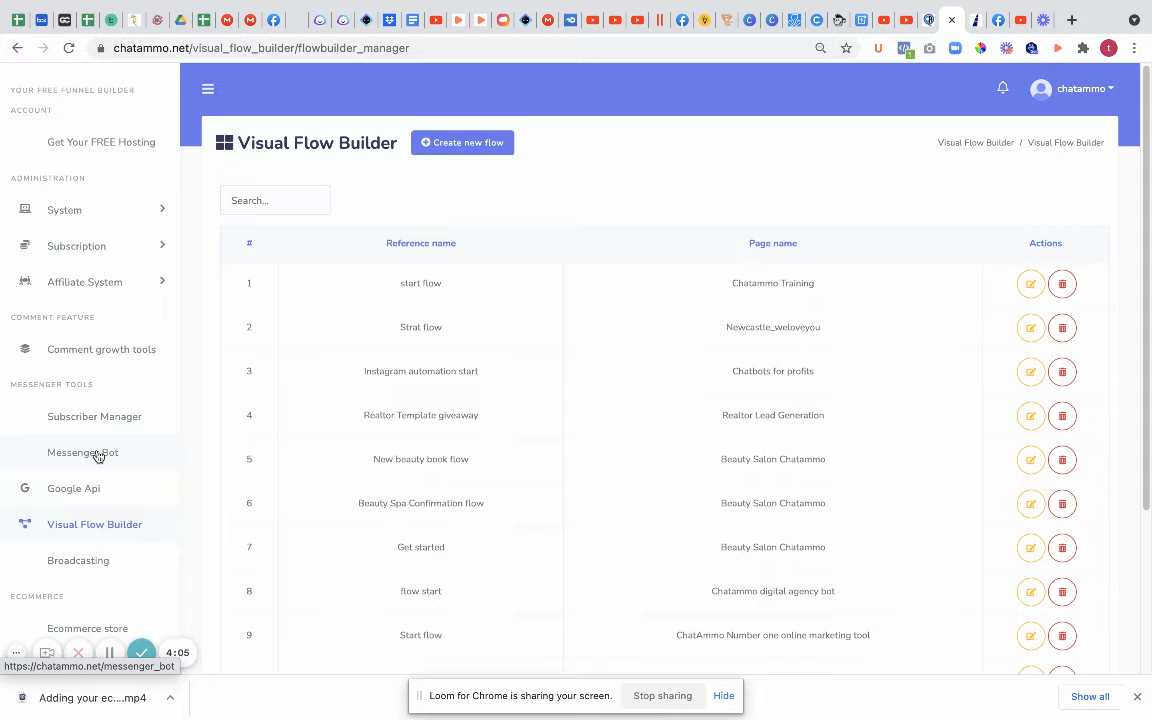 chatammo.net/visual_flow_builder/flowbuilder_manager
YOUR FREE FUNNEL BUILDER
ACCOUNT
Get Your FREE Hosting
ADMINISTRATION
System
Subscription
Affiliate System
COMMENT FEATURE
Comment growth tools
MESSENGER TOOLS
Subscriber Manager
Messenger Bot
Google Api
Visual Flow Builder
Broadcasting
ECOMMERCE
Ecommerce store
4:05
https://chatammo.net/messenger_bot
chatammo
Visual Flow Builder
Create new flow
Visual Flow Builder / Visual Flow Builder
Search...
# Reference name Page name Actions
1 start flow Chatammo Training
2 Strat flow Newcastle_weloveyou
3 Instagram automation start Chatbots for profits
4 Realtor Template giveaway Realtor Lead Generation
5 New beauty book flow Beauty Salon Chatammo
6 Beauty Spa Confirmation flow Beauty Salon Chatammo
7 Get started Beauty Salon Chatammo
8 flow start Chatammo digital agency bot
9 Start flow ChatAmmo Number one online marketing tool
Adding your ec....mp4
Loom for Chrome is sharing your screen. Stop sharing Hide
Show all